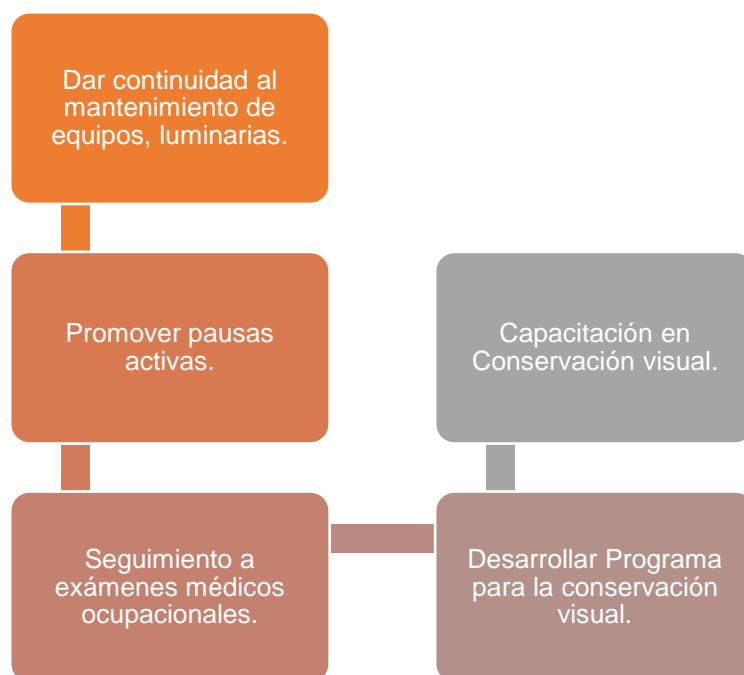 Dar continuidad al
mantenimiento de
equipos, luminarias.
Promover pausas
activas.
Seguimiento a
exámenes médicos
ocupacionales.
Desarrollar Programa
para la conservación
visual.
Capacitación en
Conservación visual.